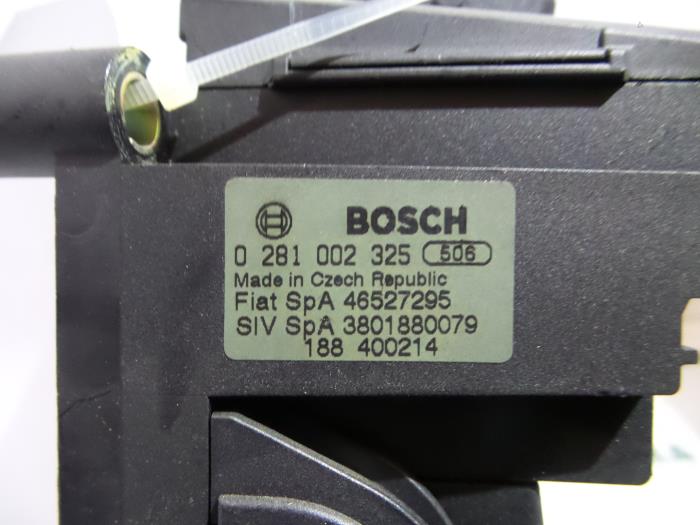 BOSCH
0 281 002 325 506
Made in Czech Republic
Fiat SpA 46527295
SIV SpA 3801880079
188 400214